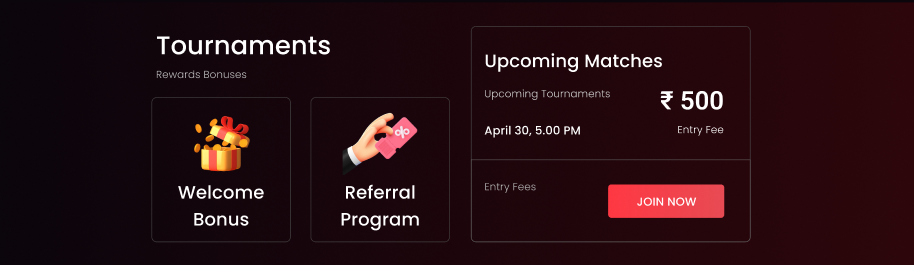 Tournaments
Rewards Bonuses
Welcome
Bonus
%
Referral
Program
Upcoming Matches
Upcoming Tournaments
₹ 500
April 30, 5.00 PM
Entry Fee
Entry Fees
JOIN NOW